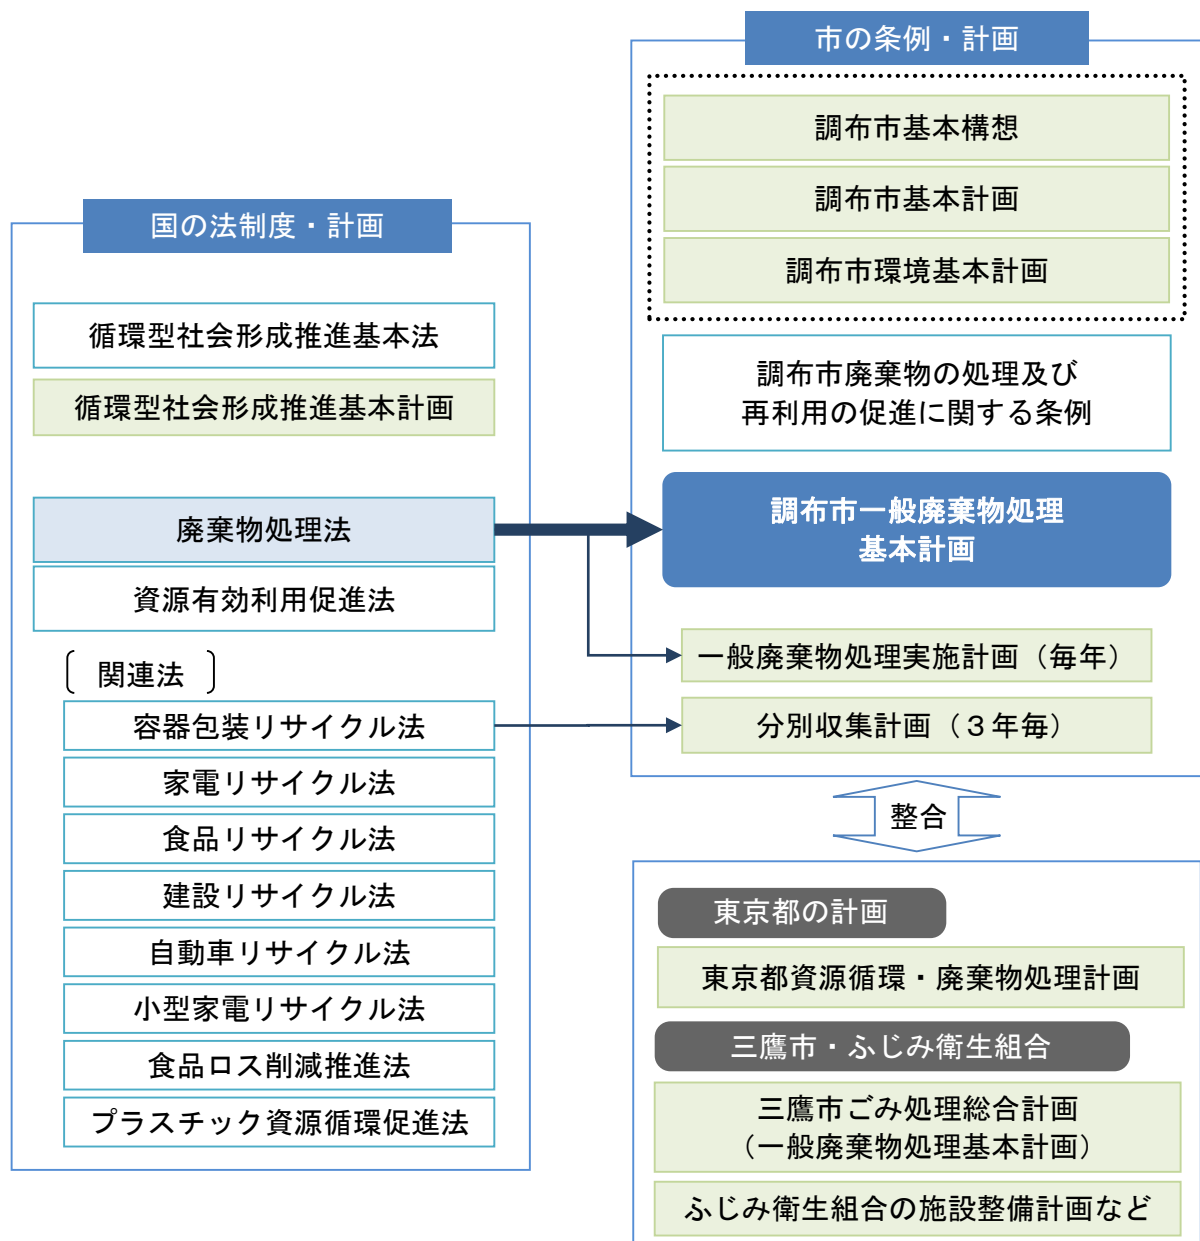 国の法制度・計画
循環型社会形成推進基本法
循環型社会形成推進基本計画
廃棄物処理法
資源有効利用促進法
〔 関連法 〕
容器包装リサイクル法
家電リサイクル法
食品リサイクル法
建設リサイクル法
自動車リサイクル法
小型家電リサイクル法
食品ロス削減推進法
プラスチック資源循環促進法
市の条例・計画
調布市基本構想
調布市基本計画
調布市環境基本計画
調布市廃棄物の処理及び
再利用の促進に関する条例
調布市一般廃棄物処理
基本計画
一般廃棄物処理実施計画（毎年）
分別収集計画（３年毎）
整合
東京都の計画
東京都資源循環・廃棄物処理計画
三鷹市・ふじみ衛生組合
三鷹市ごみ処理総合計画
（一般廃棄物処理基本計画）
ふじみ衛生組合の施設整備計画など